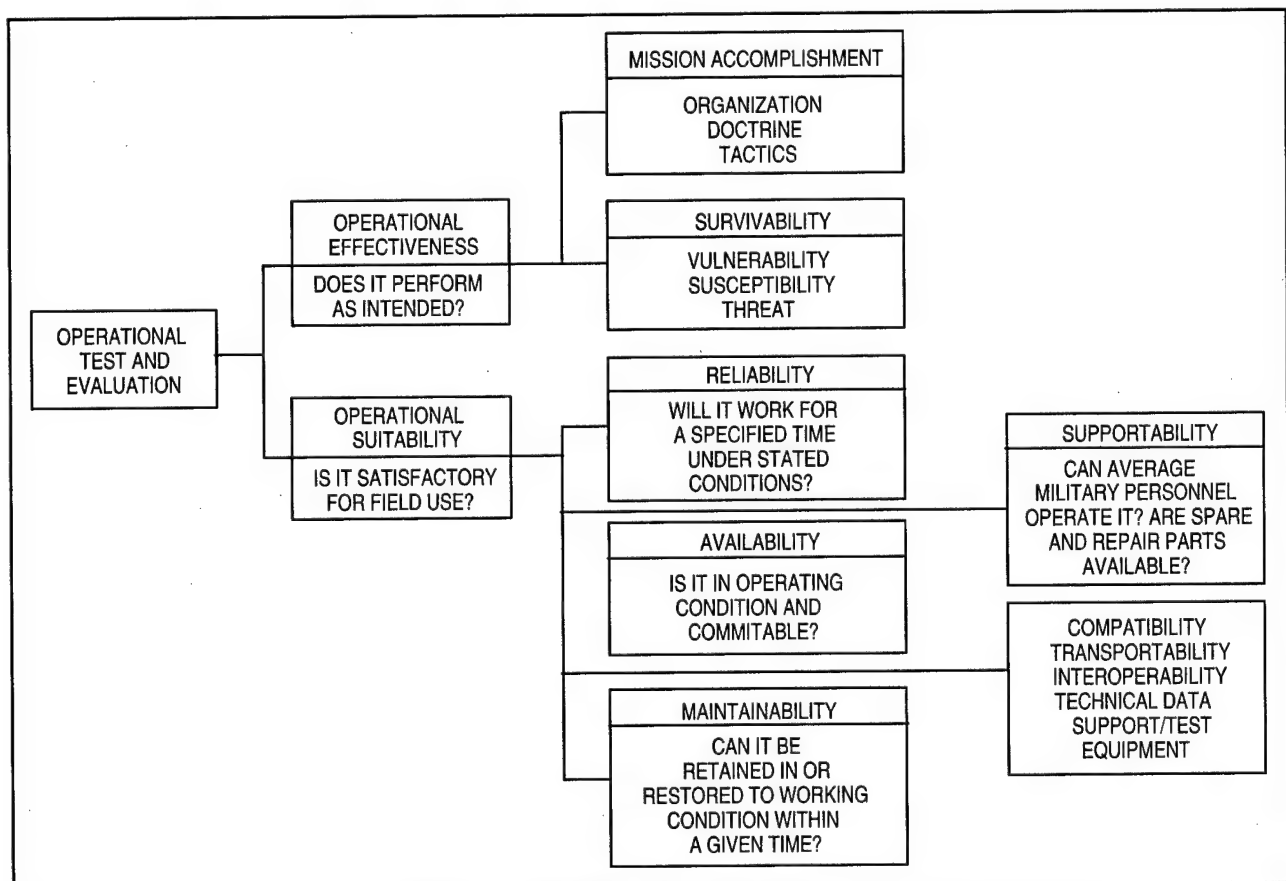 OPERATIONAL
TEST AND
EVALUATION
OPERATIONAL
EFFECTIVENESS
DOES IT PERFORM
AS INTENDED?
MISSION ACCOMPLISHMENT
ORGANIZATION
DOCTRINE
TACTICS
SURVIVABILITY
VULNERABILITY
SUSCEPTIBILITY
THREAT
OPERATIONAL
SUITABILITY
IS IT SATISFACTORY
FOR FIELD USE?
RELIABILITY
WILL IT WORK FOR
A SPECIFIED TIME
UNDER STATED
CONDITIONS?
SUPPORTABILITY
CAN AVERAGE
MILITARY PERSONNEL
OPERATE IT? ARE SPARE
AND REPAIR PARTS
AVAILABLE?
AVAILABILITY
IS IT IN OPERATING
CONDITION AND
COMMITABLE?
COMPATIBILITY
TRANSPORTABILITY
INTEROPERABILITY
TECHNICAL DATA
SUPPORT/TEST
EQUIPMENT
MAINTAINABILITY
CAN IT BE
RETAINED IN OR
RESTORED TO WORKING
CONDITION WITHIN
A GIVEN TIME?